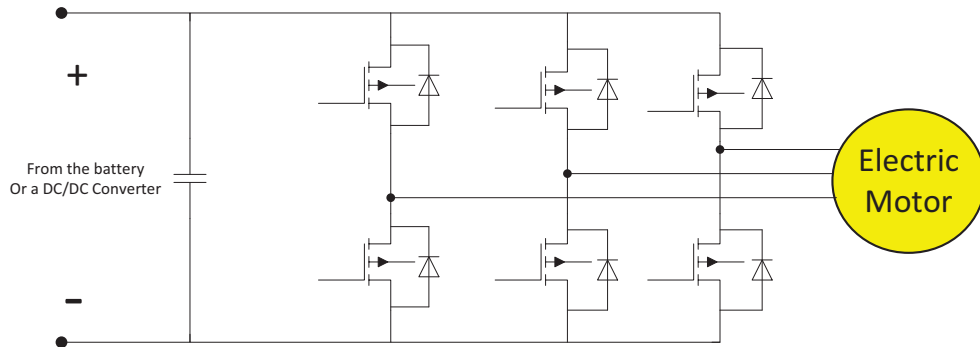 +
From the battery
Or a DC/DC Converter
-
Electric
Motor